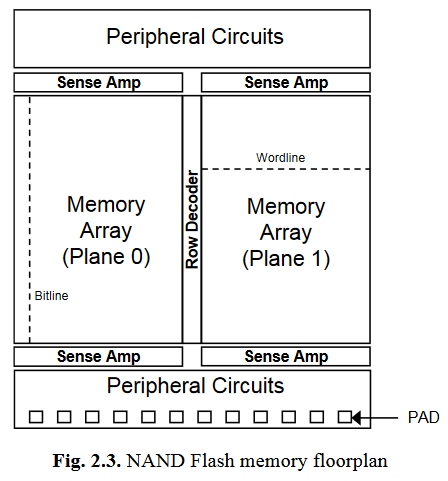 Peripheral Circuits
Sense Amp
Sense Amp
Wordline
Memory
Array
(Plane 0)
Row Decoder
Memory
Array
(Plane 1)
Bitline
Sense Amp
Sense Amp
Peripheral Circuits
PAD
Fig. 2.3. NAND Flash memory floorplan